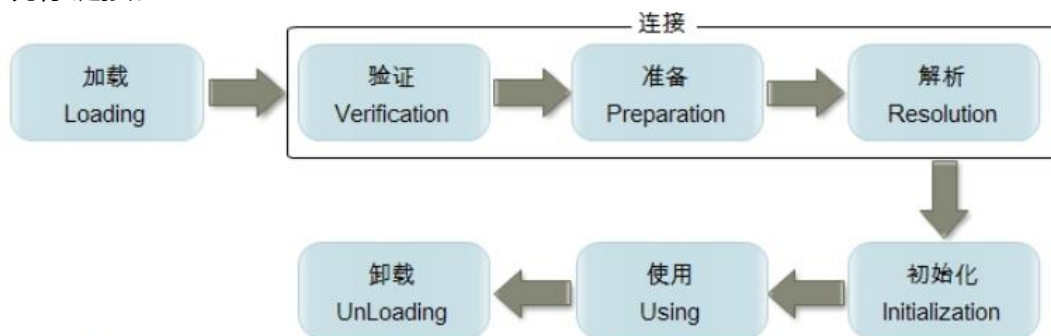 连接
加载
Loading
验证
Verification
准备
Preparation
解析
Resolution
初始化
Initialization
使用
Using
卸载
UnLoading